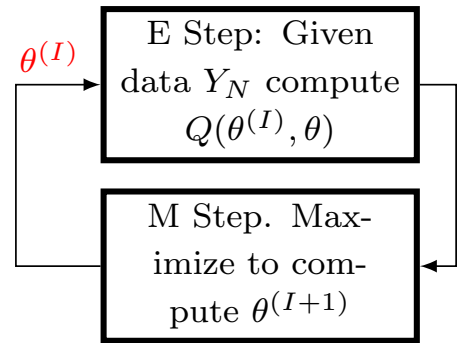 θ^(I)
E Step: Given
data Y_N compute
Q(θ^(I), θ)
M Step. Max-
imize to com-
pute θ^(I+1)